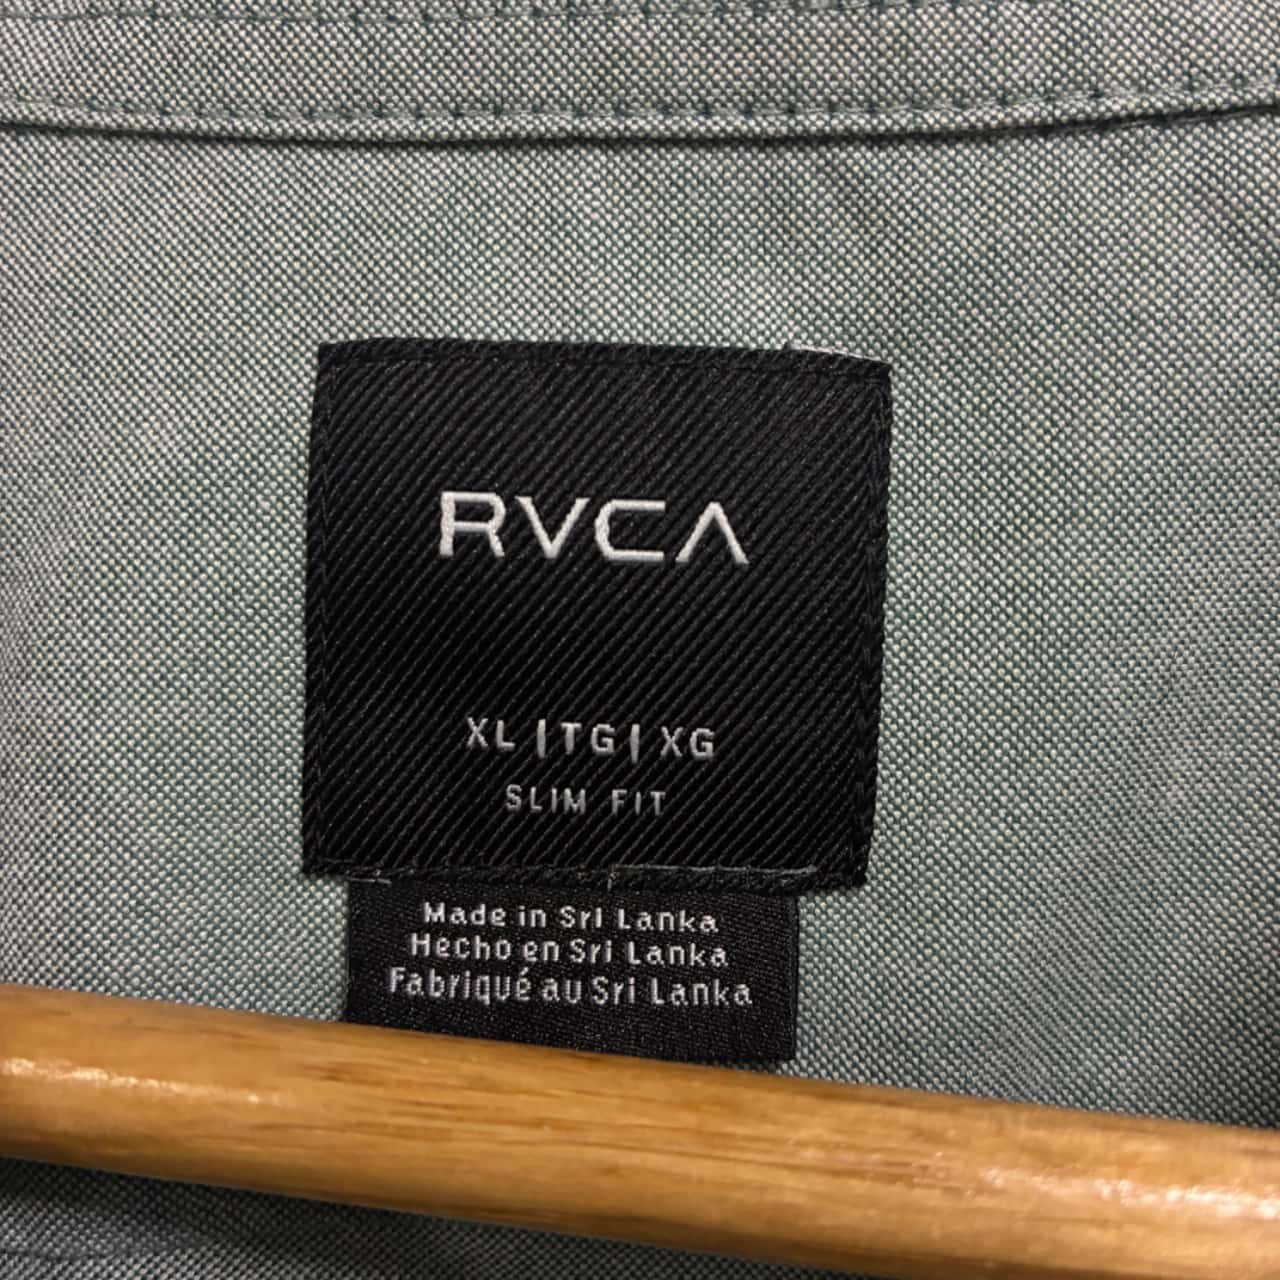 RVCA
XL | TG | XG
SLIM FIT
Made in Sri Lanka
Hecho en Sri Lanka
Fabriqué au Sri Lanka